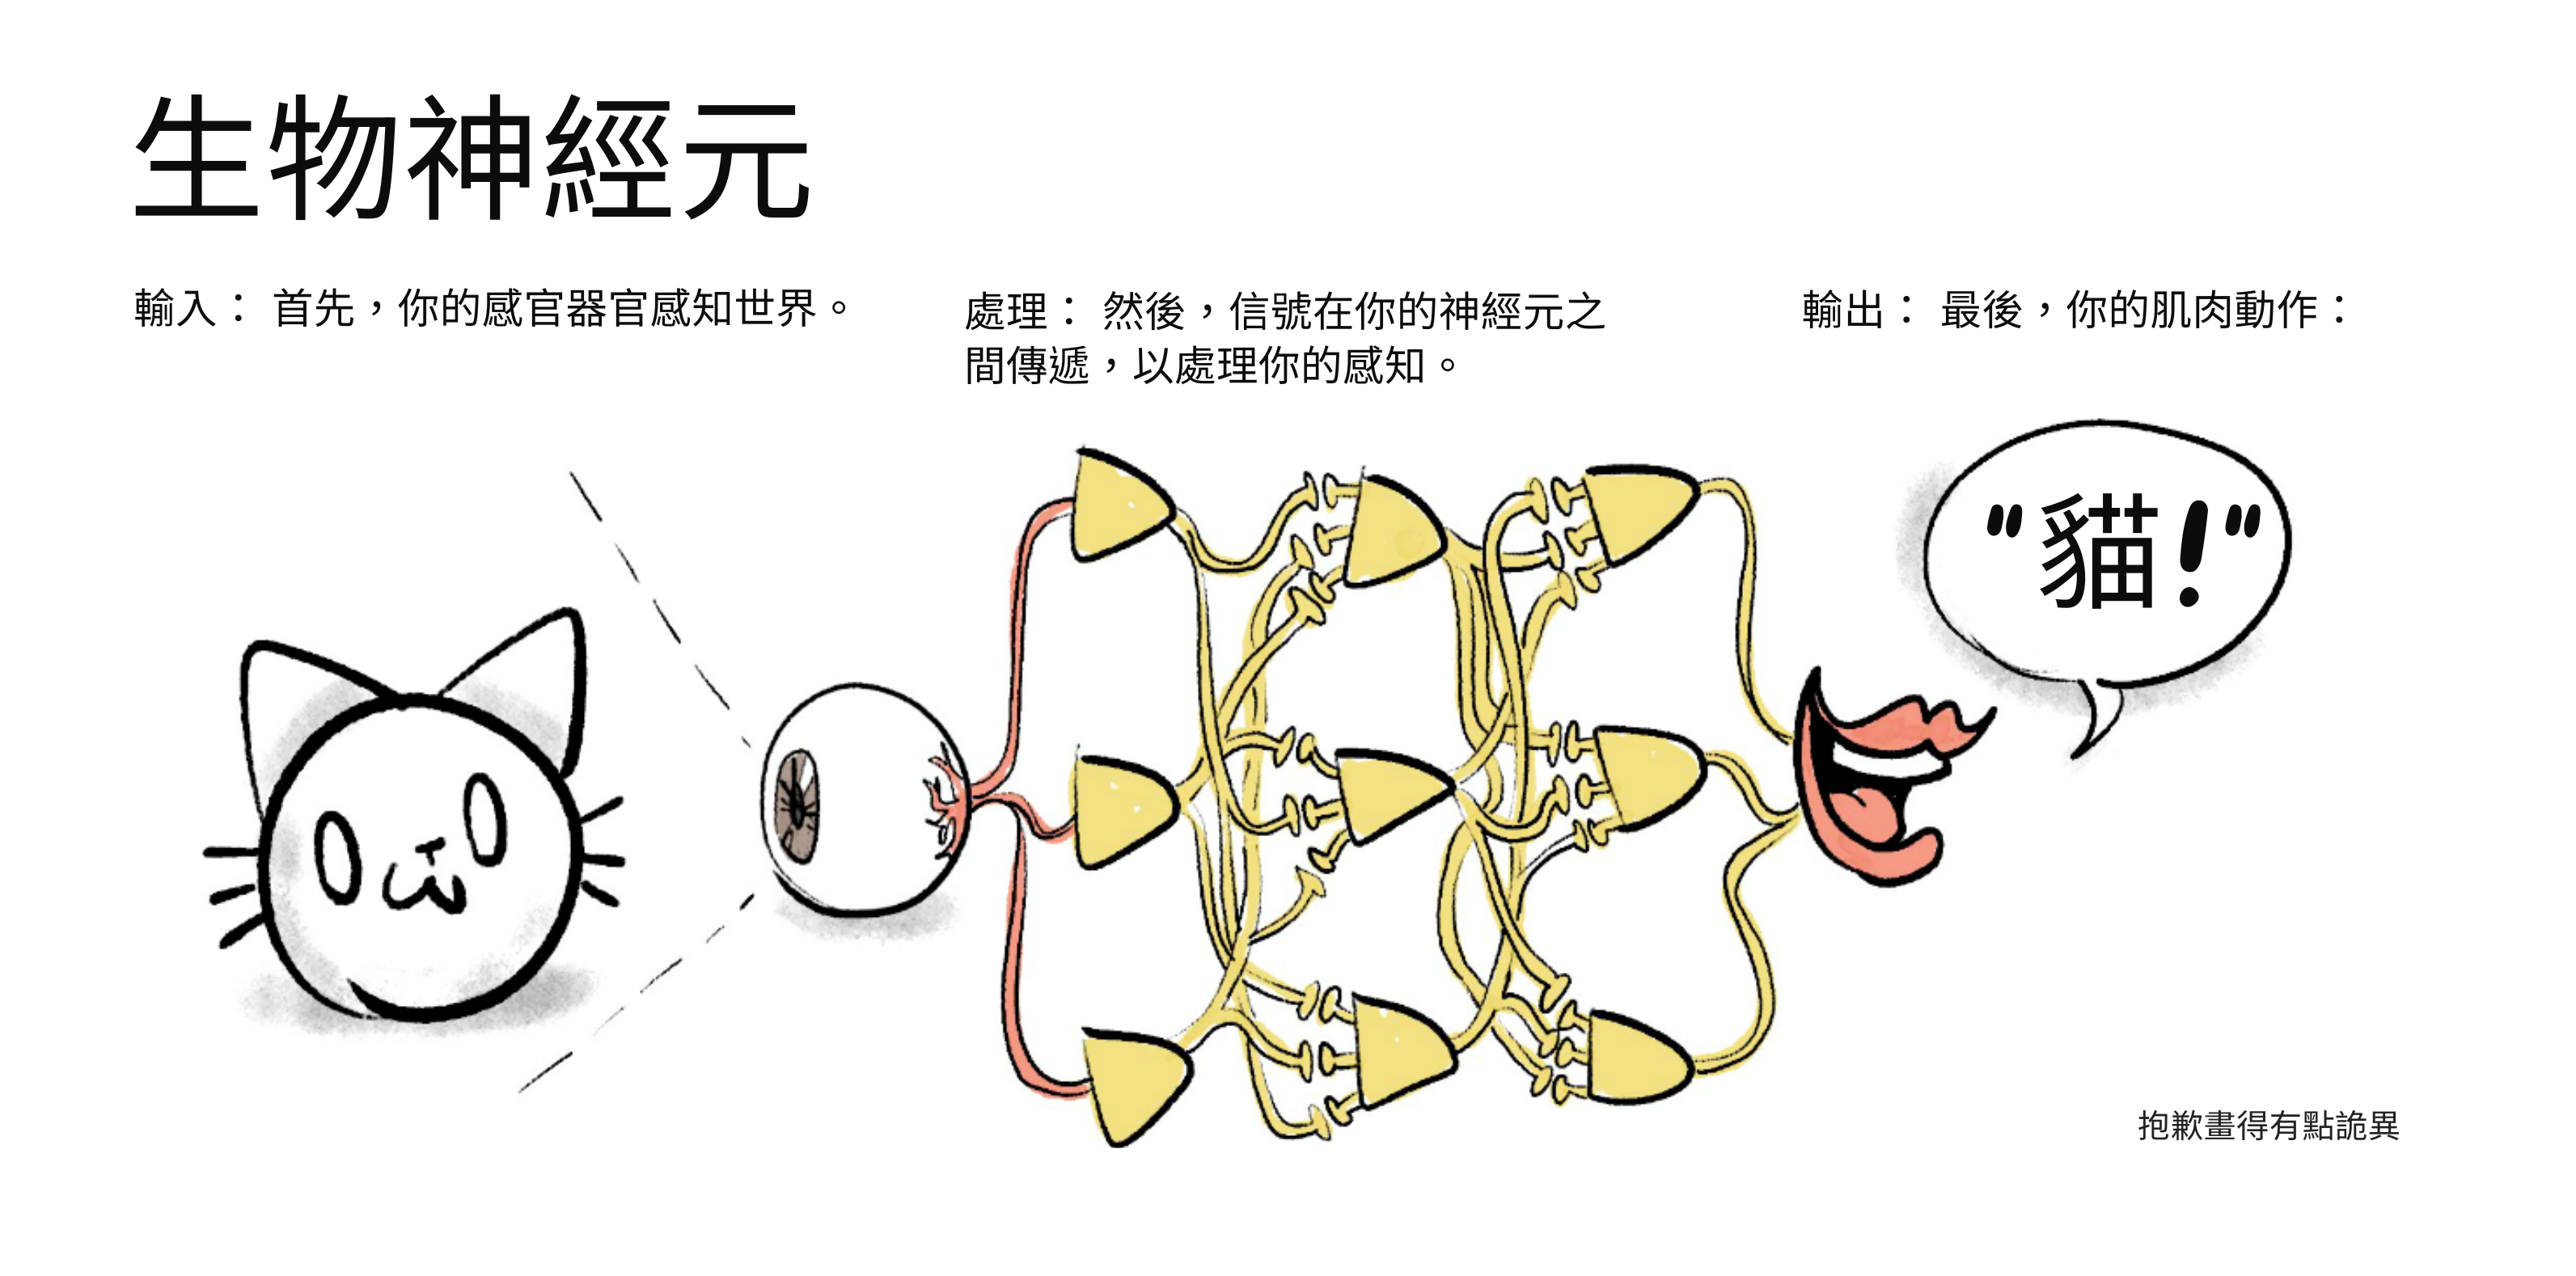 生物神經元
輸入： 首先，你的感官器官感知世界。
處理： 然後，信號在你的神經元之
間傳遞，以處理你的感知。
輸出： 最後，你的肌肉動作：
"貓!"
抱歉畫得有點詭異